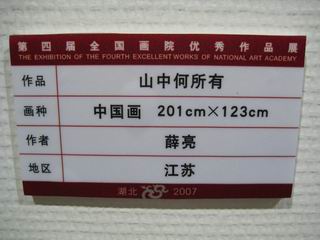 第四届全国画院优秀作品展
THE EXHIBITION OF THE FOURTH EXCELLENT WORKS OF NATIONAL ART ACADEMY
作品 山中何所有
画种 中国画 201cm×123cm
作者 薛亮
地区 江苏
湖北 2007